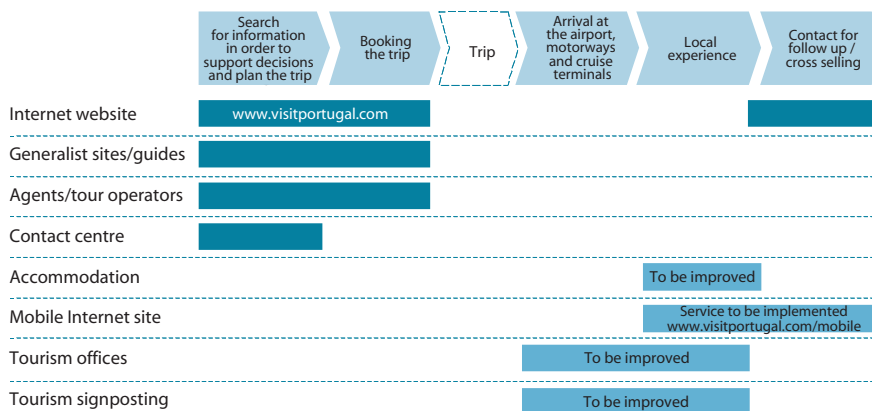 Search
for information
in order to
support decisions
and plan the trip
Booking
the trip
Trip
Arrival at
the airport,
motorways
and cruise
terminals
Local
experience
Contact for
follow up /
cross selling
Internet website
www.visitportugal.com
Generalist sites/guides
Agents/tour operators
Contact centre
Accommodation
To be improved
Mobile Internet site
Service to be implemented
www.visitportugal.com/mobile
Tourism offices
To be improved
Tourism signposting
To be improved